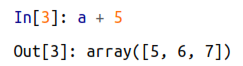 In[3]: a + 5
Out[3]: array([5, 6, 7])